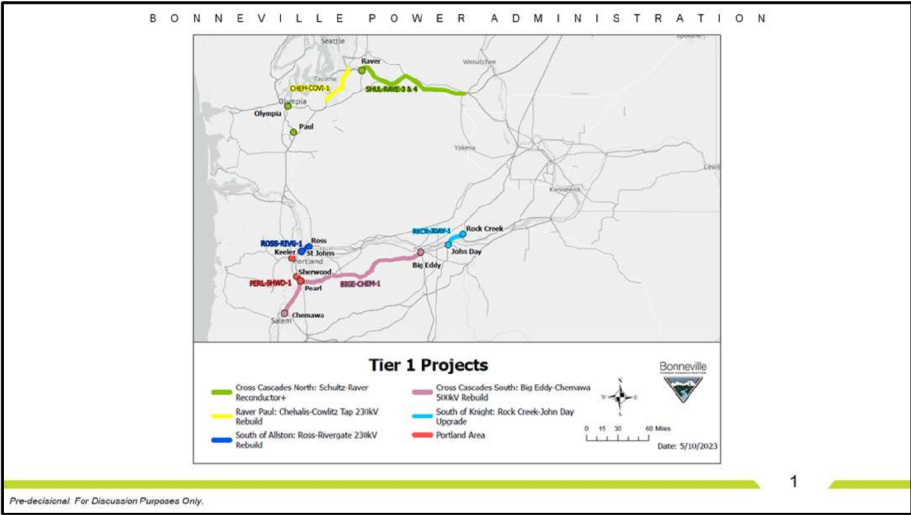 BONNEVILLE POWER ADMINISTRATION
Seattle
Raver
Wenatchee
Tacoma
CHEH-COVI-1
SHUL-RAVE-3 & 4
Olympia
Olympia
Paul
Yakima
Kennewick
ROSS-RIVG-1
Ross
RKCR-JDAY-1
Rock Creek
Keeler
St Johns
John Day
Portland
Big Eddy
Sherwood
PERL-SHWD-1
Pearl
BIGE-CHEM-1
Chemawa
Salem
Tier 1 Projects
Bonneville
POWER ADMINISTRATION
Cross Cascades North: Schultz-Raver
Reconductor+
Cross Cascades South: Big Eddy-Chemawa
500kV Rebuild
Raver Paul: Chehalis-Cowlitz Tap 230kV
Rebuild
South of Knight: Rock Creek-John Day
Upgrade
South of Allston: Ross-Rivergate 230kV
Rebuild
Portland Area
N
W E
S
0 15 30 60 Miles
Date: 5/10/2023
1
Pre-decisional. For Discussion Purposes Only.